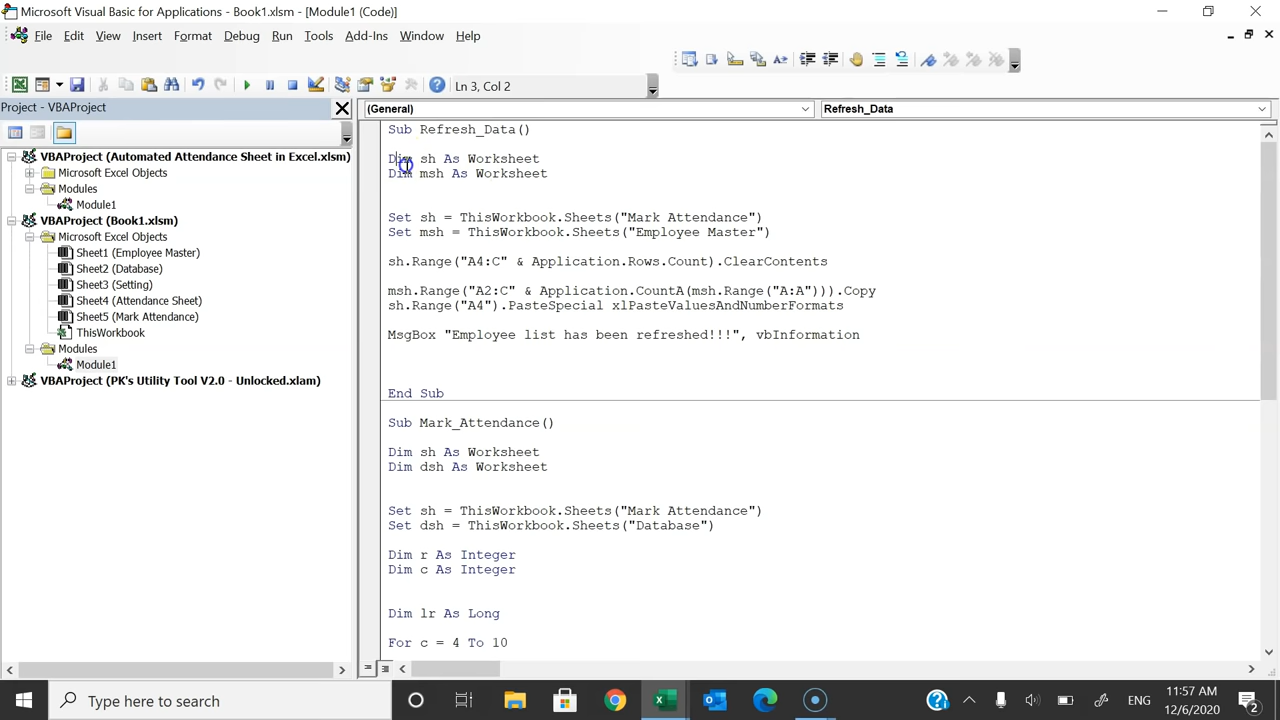 Microsoft Visual Basic for Applications - Book1.xlsm - [Module1 (Code)]
File Edit View Insert Format Debug Run Tools Add-Ins Window Help
Ln 3, Col 2
Project - VBAProject
(General)
Refresh_Data
VBAProject (Automated Attendance Sheet in Excel.xlsm)
Microsoft Excel Objects
Modules
Module1
VBAProject (Book1.xlsm)
Microsoft Excel Objects
Sheet1 (Employee Master)
Sheet2 (Database)
Sheet3 (Setting)
Sheet4 (Attendance Sheet)
Sheet5 (Mark Attendance)
ThisWorkbook
Modules
Module1
VBAProject (PK's Utility Tool V2.0 - Unlocked.xlam)
Sub Refresh_Data()
Dim sh As Worksheet
Dim msh As Worksheet
Set sh = ThisWorkbook.Sheets("Mark Attendance")
Set msh = ThisWorkbook.Sheets("Employee Master")
sh.Range("A4:C" & Application.Rows.Count).ClearContents
msh.Range("A2:C" & Application.CountA(msh.Range("A:A"))).Copy
sh.Range("A4").PasteSpecial xlPasteValuesAndNumberFormats
MsgBox "Employee list has been refreshed!!!", vbInformation
End Sub
Sub Mark_Attendance()
Dim sh As Worksheet
Dim dsh As Worksheet
Set sh = ThisWorkbook.Sheets("Mark Attendance")
Set dsh = ThisWorkbook.Sheets("Database")
Dim r As Integer
Dim c As Integer
Dim lr As Long
For c = 4 To 10
Type here to search
ENG
11:57 AM
12/6/2020
2